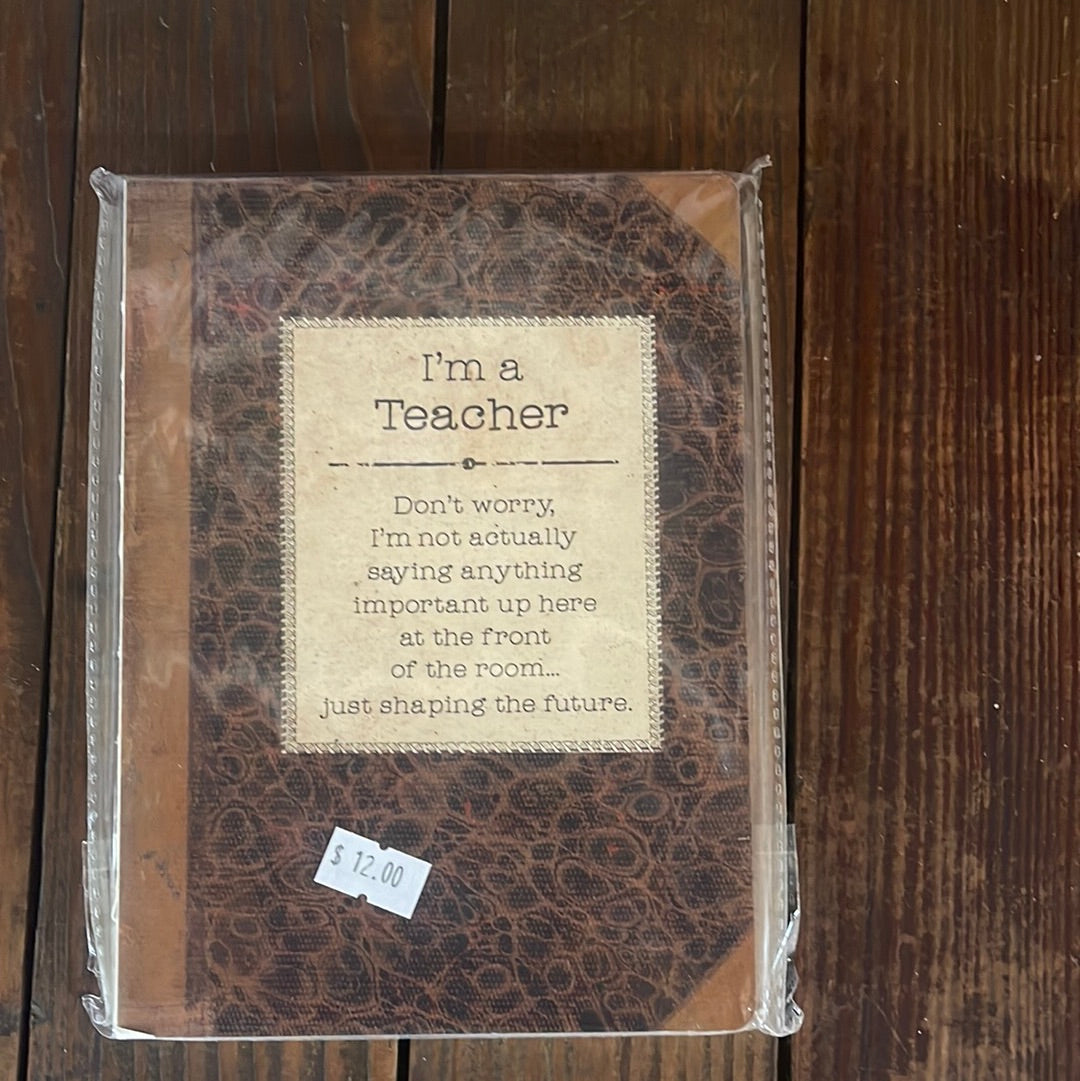 I'm a
Teacher
Don't worry,
I'm not actually
saying anything
important up here
at the front
of the room...
just shaping the future.
$ 12.00